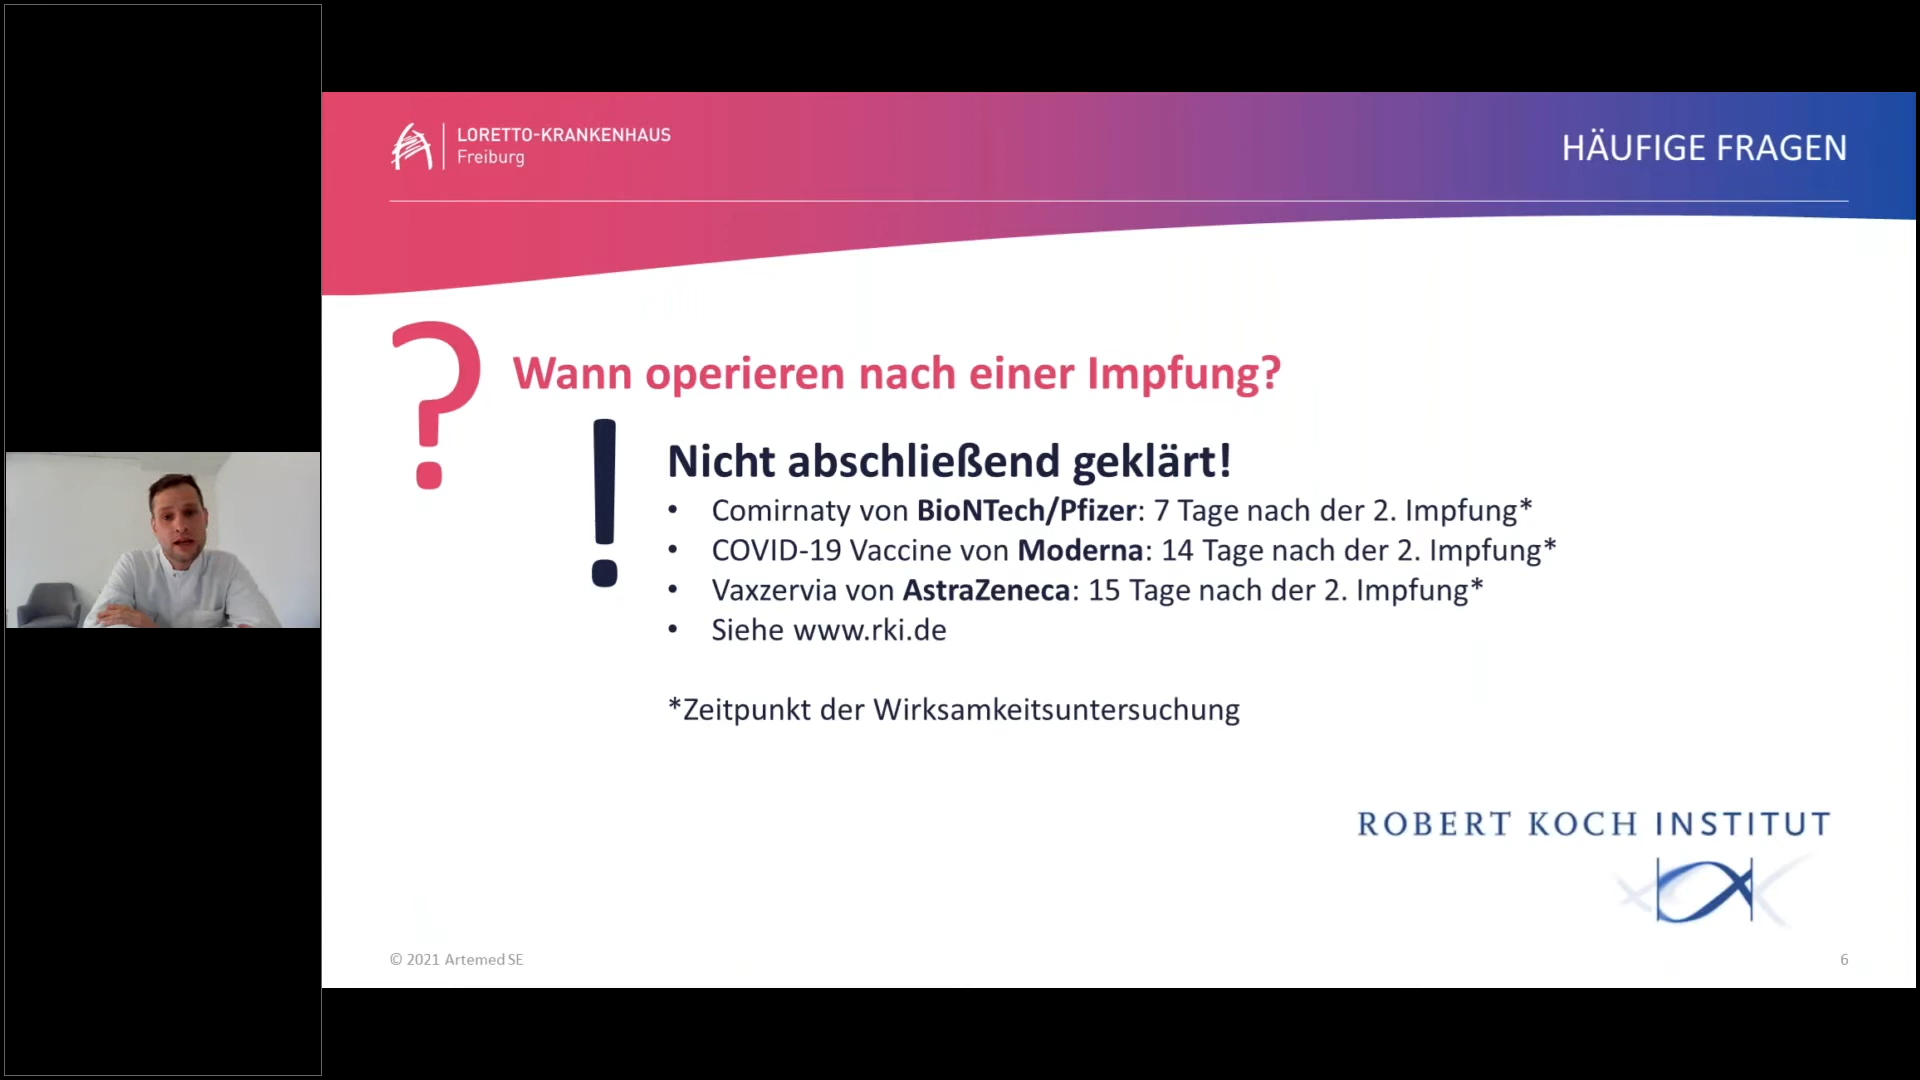 LORETTO-KRANKENHAUS
Freiburg
HÄUFIGE FRAGEN
?
Wann operieren nach einer Impfung?
!
Nicht abschließend geklärt!
• Comirnaty von BioNTech/Pfizer: 7 Tage nach der 2. Impfung*
• COVID-19 Vaccine von Moderna: 14 Tage nach der 2. Impfung*
• Vaxzervia von AstraZeneca: 15 Tage nach der 2. Impfung*
• Siehe www.rki.de
*Zeitpunkt der Wirksamkeitsuntersuchung
ROBERT KOCH INSTITUT
© 2021 Artemed SE
6